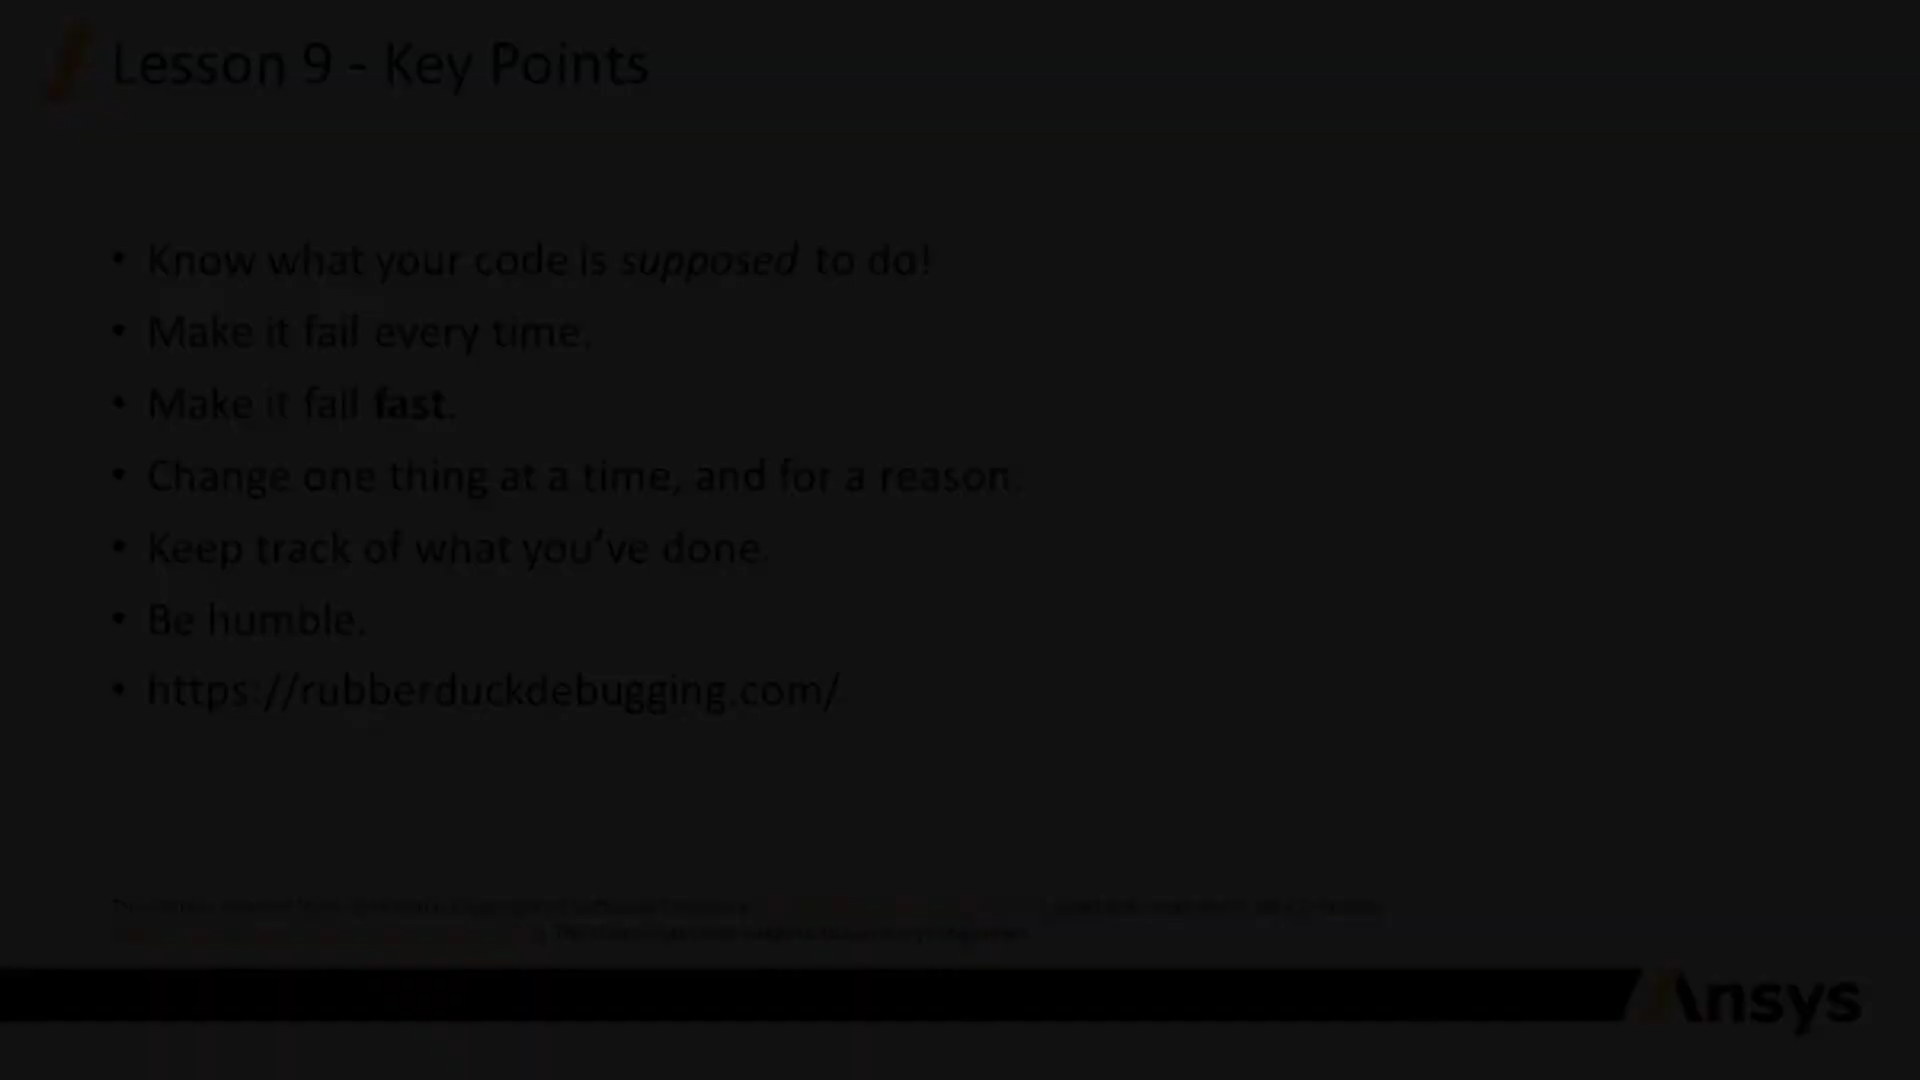 Lesson 9 - Key Points
• Know what your code is supposed to do!
• Make it fail every time.
• Make it fail fast.
• Change one thing at a time, and for a reason.
• Keep track of what you've done.
• Be humble.
• https://rubberduckdebugging.com/
Ansys